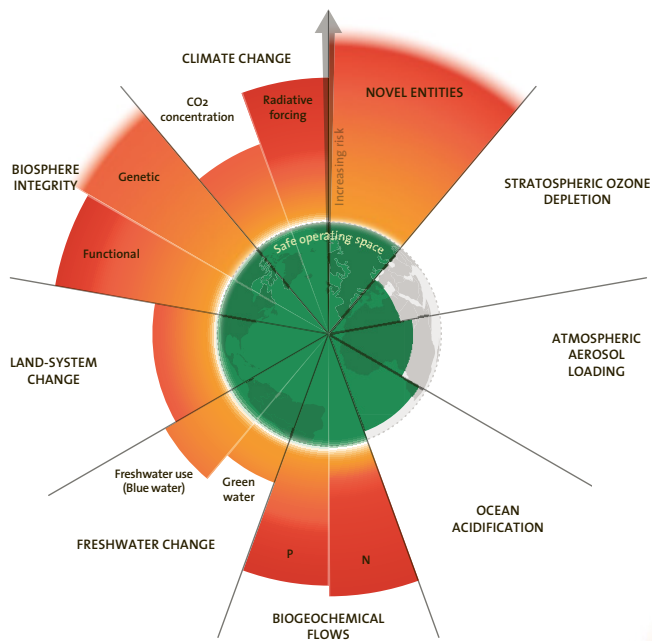 CLIMATE CHANGE
CO2
concentration
Radiative
forcing
NOVEL ENTITIES
Increasing risk
BIOSPHERE
INTEGRITY
Genetic
Functional
STRATOSPHERIC OZONE
DEPLETION
Safe operating space
LAND-SYSTEM
CHANGE
ATMOSPHERIC
AEROSOL
LOADING
Freshwater use
(Blue water)
Green
water
FRESHWATER CHANGE
OCEAN
ACIDIFICATION
P
N
BIOGEOCHEMICAL
FLOWS